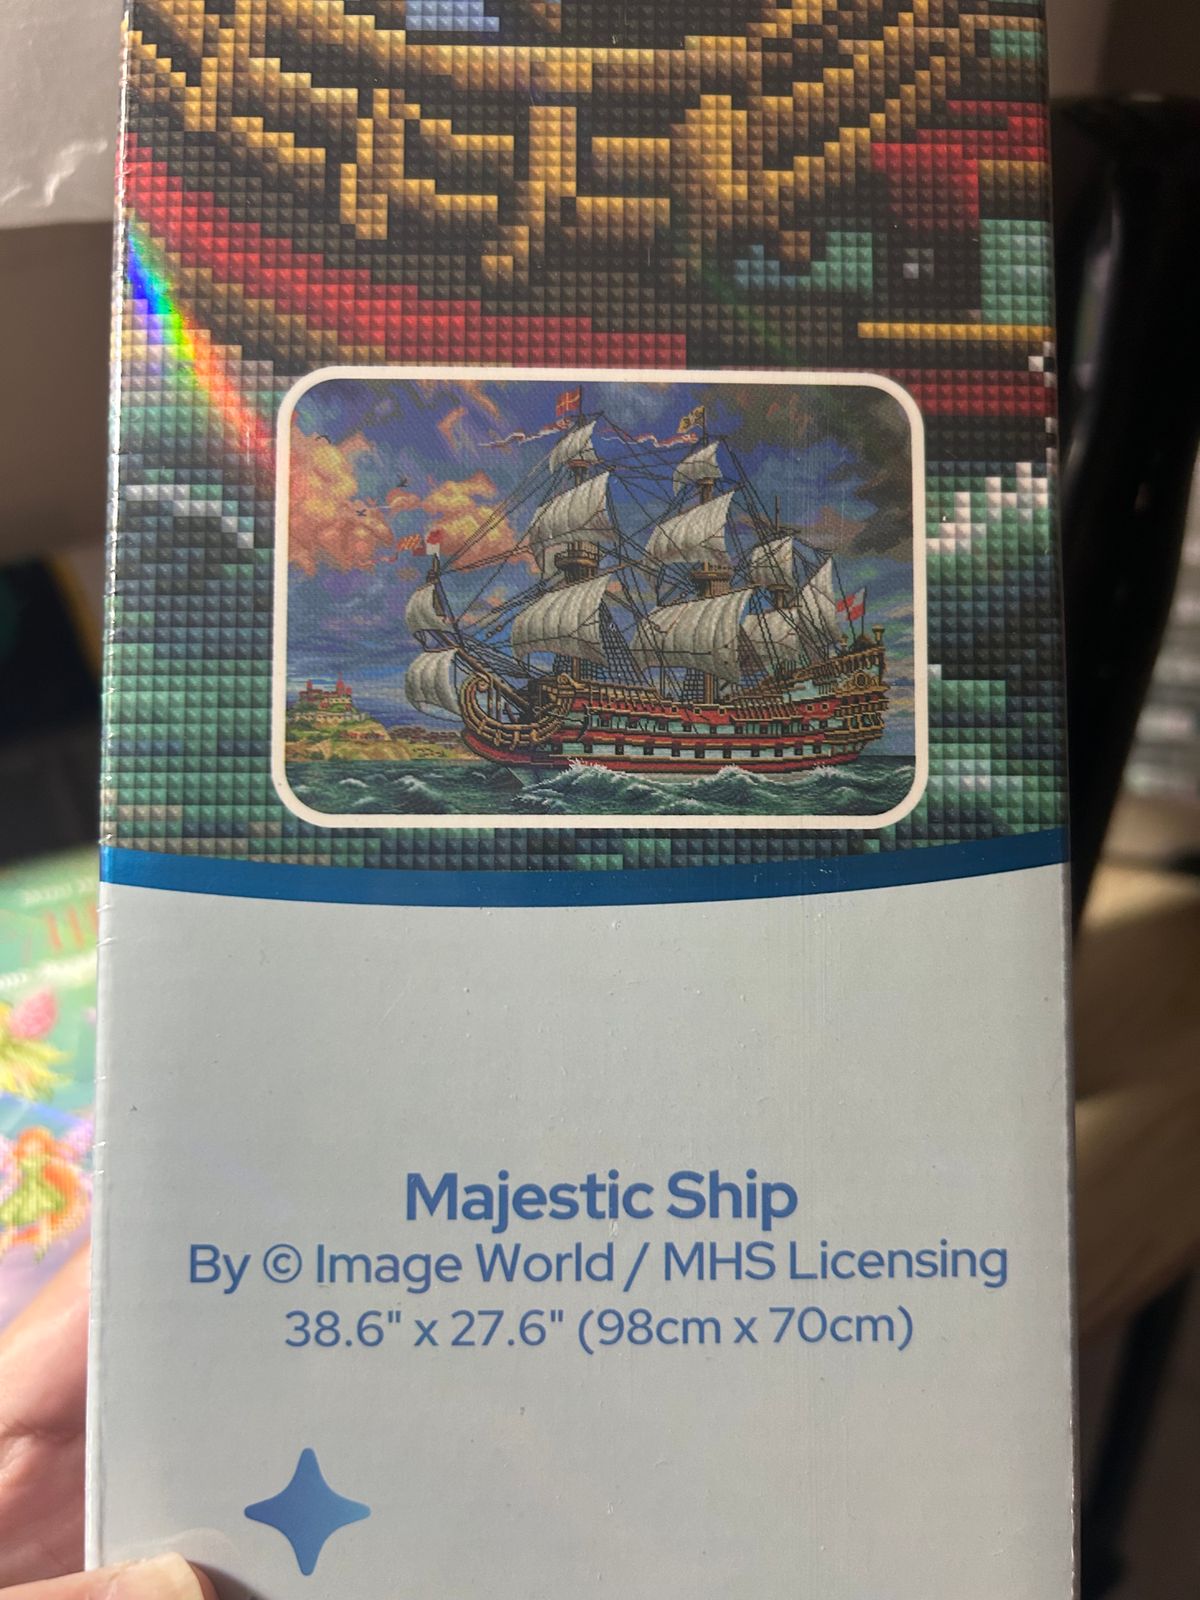 Majestic Ship
By © Image World / MHS Licensing
38.6" x 27.6" (98cm x 70cm)